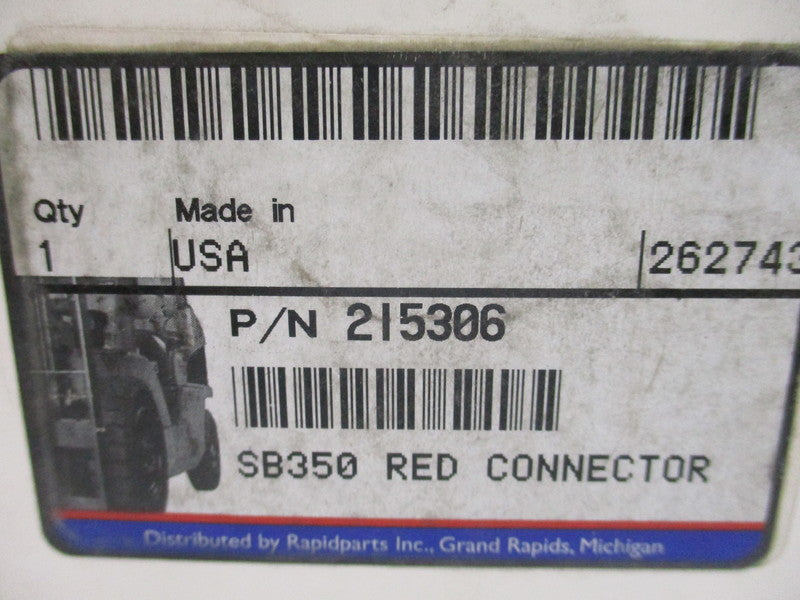 Qty Made in
1 USA 262743
P/N 215306
SB350 RED CONNECTOR
Distributed by Rapidparts Inc., Grand Rapids, Michigan